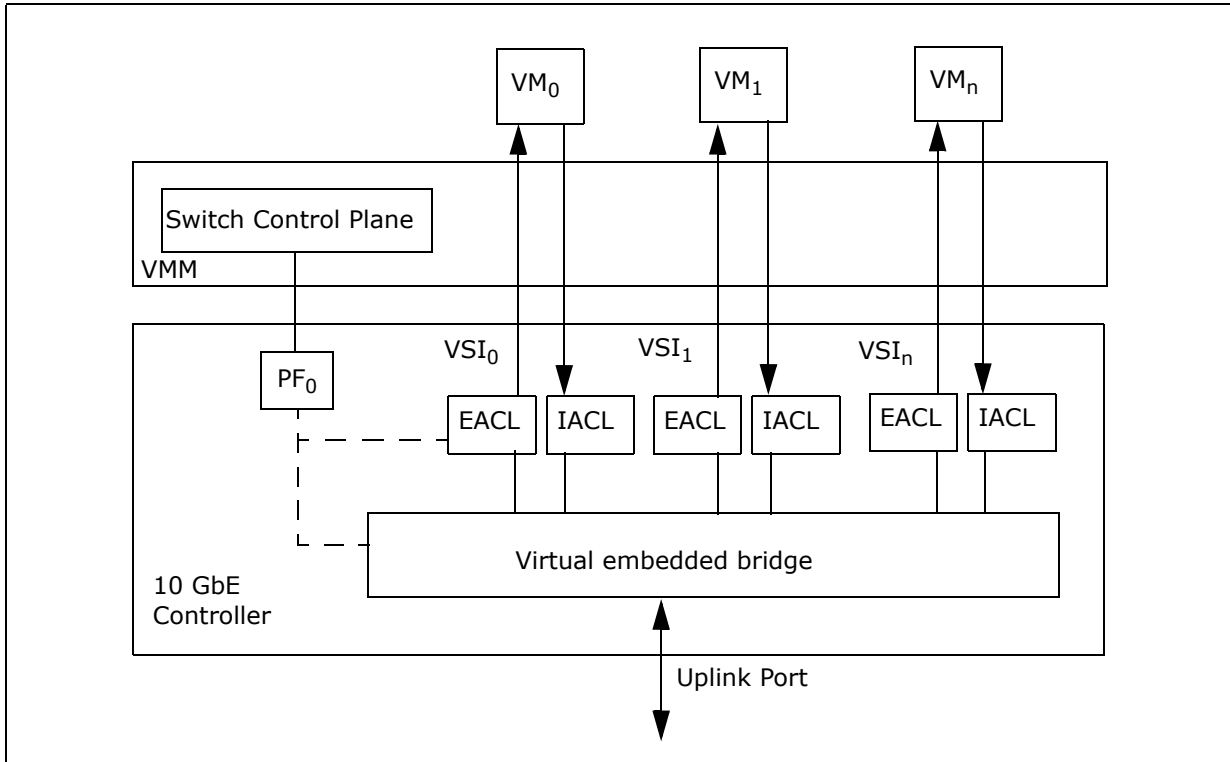 VM0
VM1
VMn
Switch Control Plane
VMM
VSI0
VSI1
VSIn
PF0
EACL
IACL
EACL
IACL
EACL
IACL
Virtual embedded bridge
10 GbE
Controller
Uplink Port